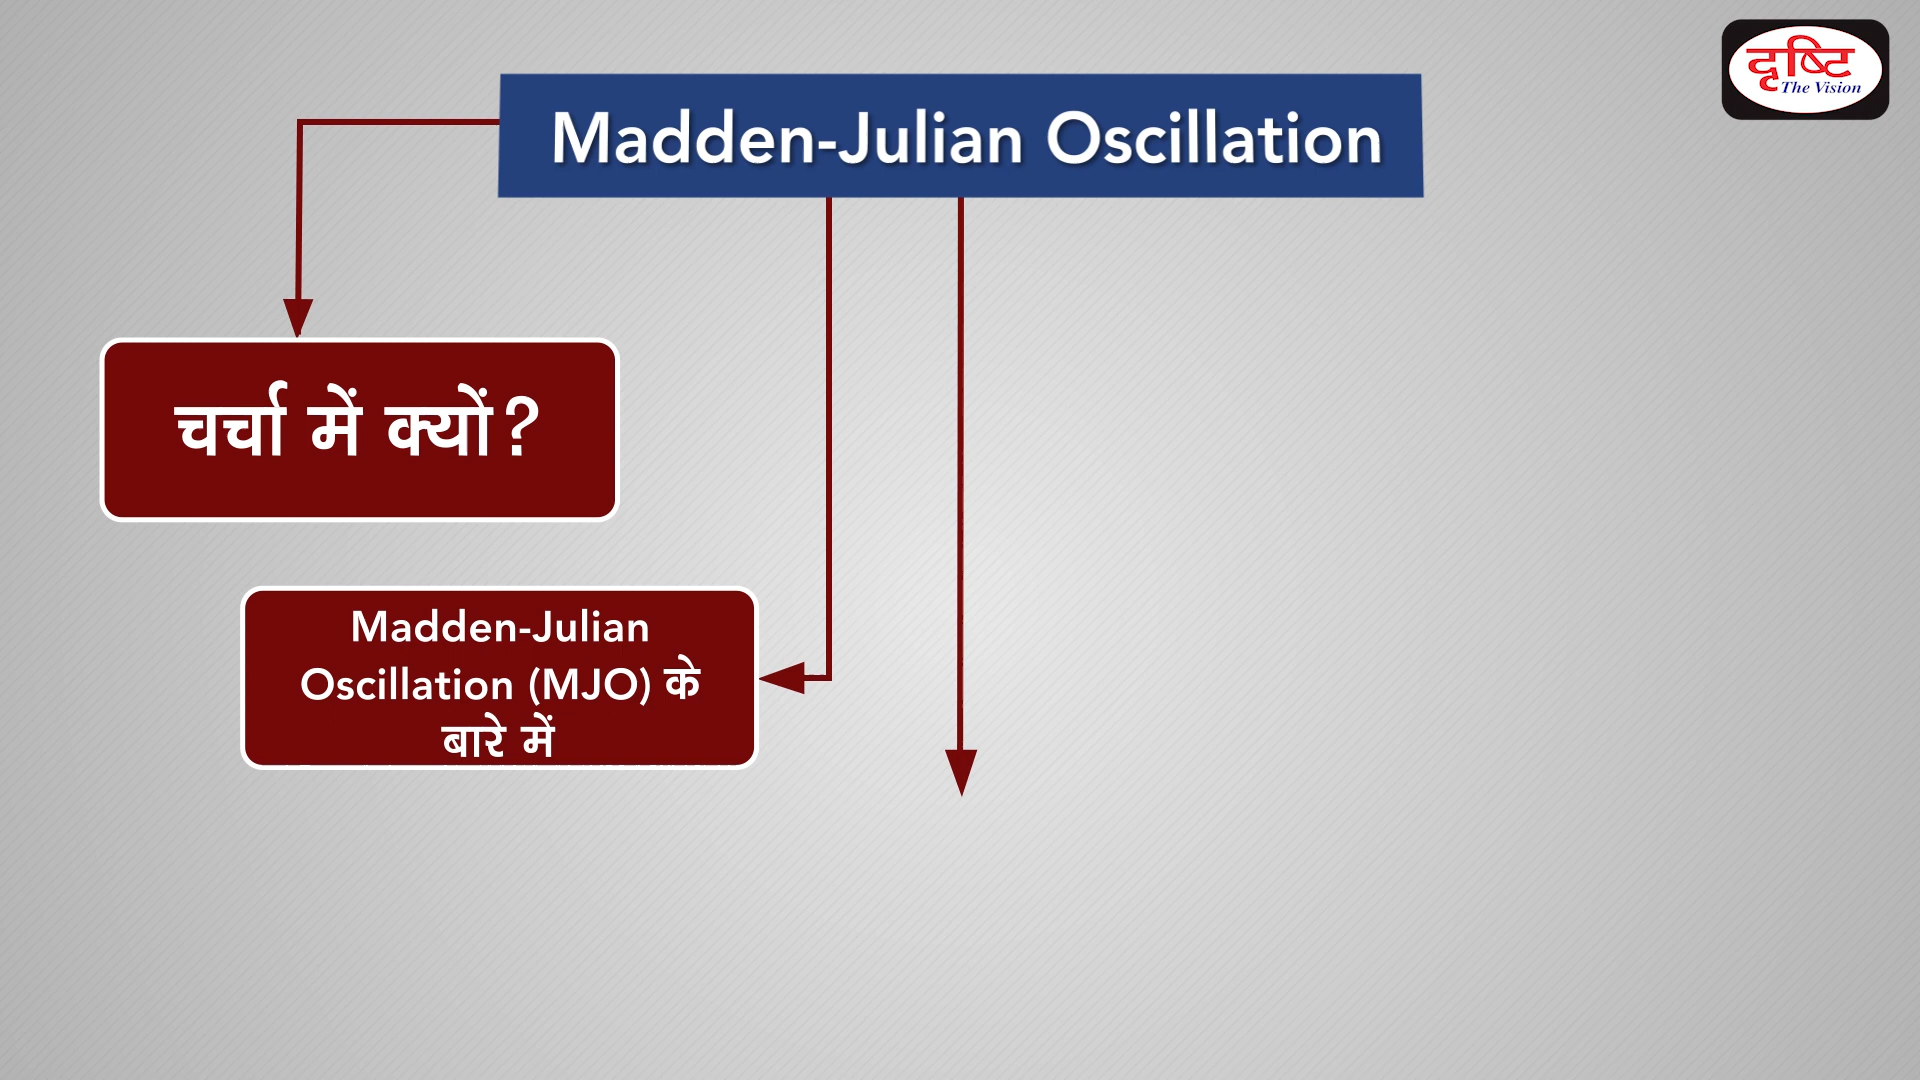 दृष्टि
The Vision
Madden-Julian Oscillation
चर्चा में क्यों?
Madden-Julian
Oscillation (MJO) के
बारे में